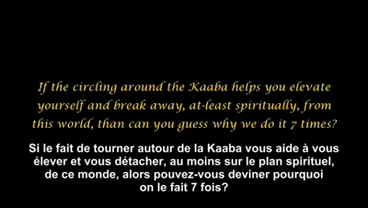 If the circling around the Kaaba helps you elevate
yourself and break away, at-least spiritually, from
this world, than can you guess why we do it 7 times?
Si le fait de tourner autour de la Kaaba vous aide à vous
élever et vous détacher, au moins sur le plan spirituel,
de ce monde, alors pouvez-vous deviner pourquoi
on le fait 7 fois?